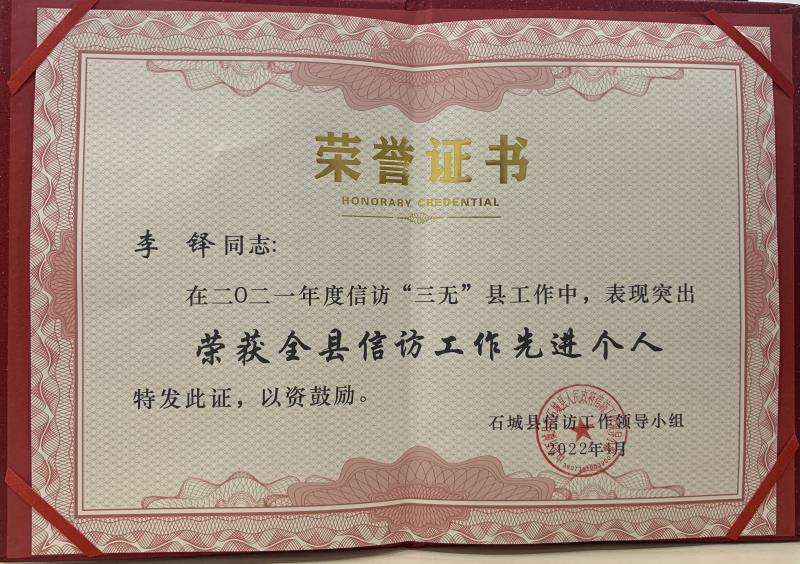 荣誉证书
HONORARY CREDENTIAL
李 铎同志:
在二〇二一年度信访“三无”县工作中，表现突出
荣获全县信访工作先进个人
特发此证，以资鼓励。
石城县信访工作领导小组
2022年 月